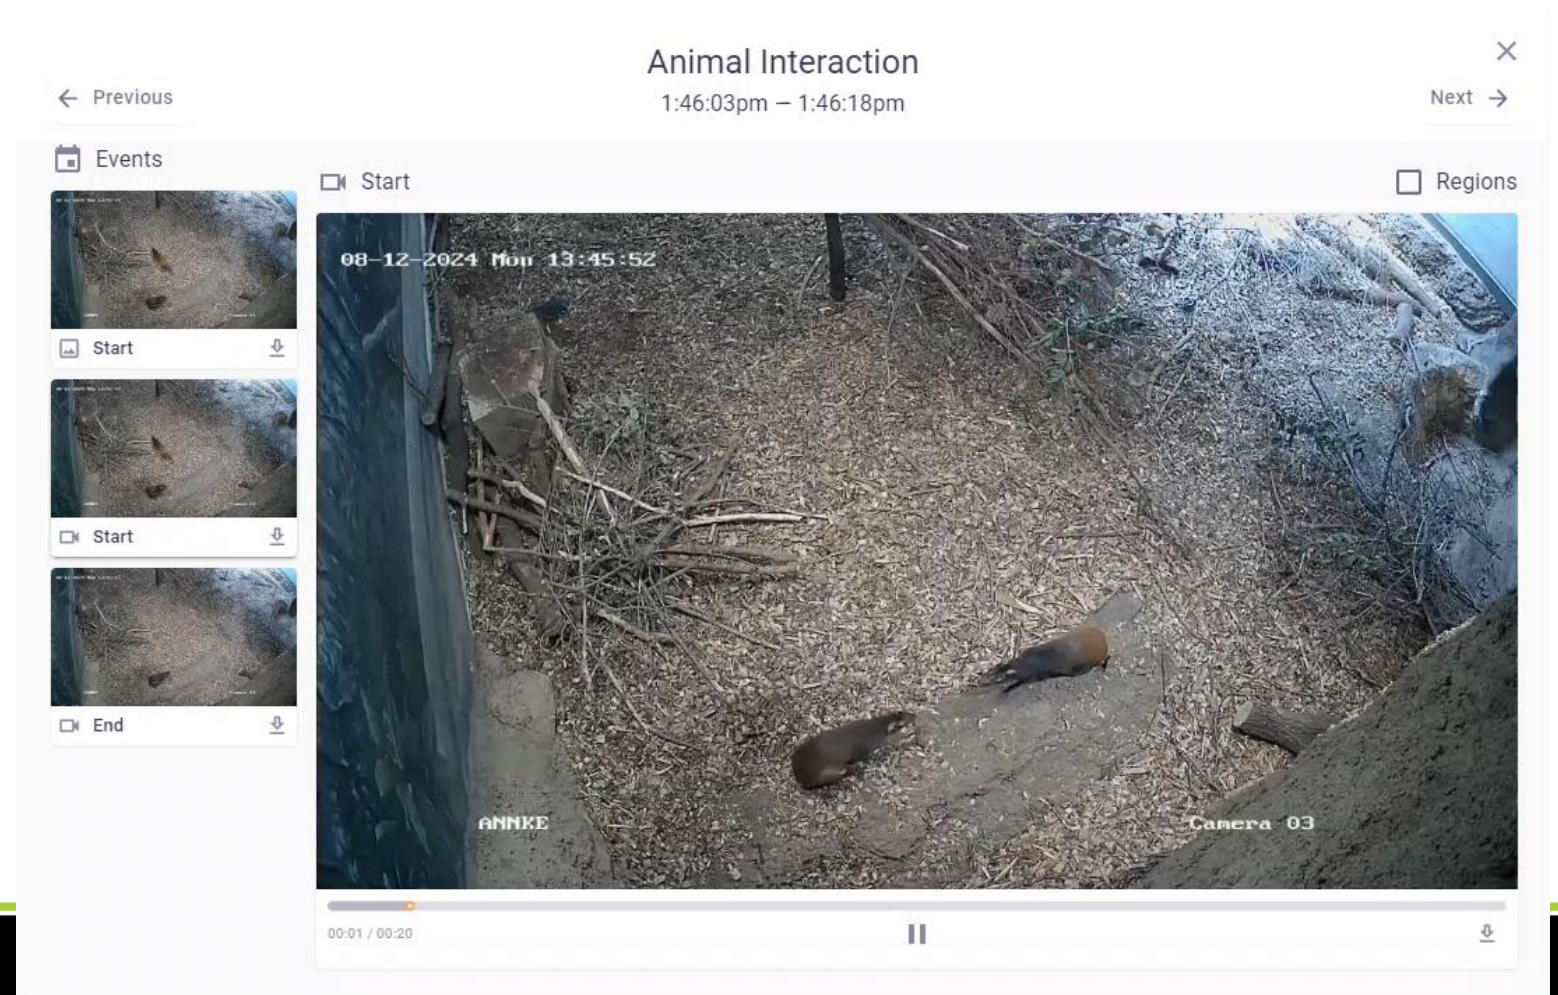 Animal Interaction
1:46:03pm — 1:46:18pm
Previous
Next
Events
Start
Start
End
Start
Regions
08-12-2024 Mon 13:45:52
ANNKE
Camera 03
00:01 / 00:20